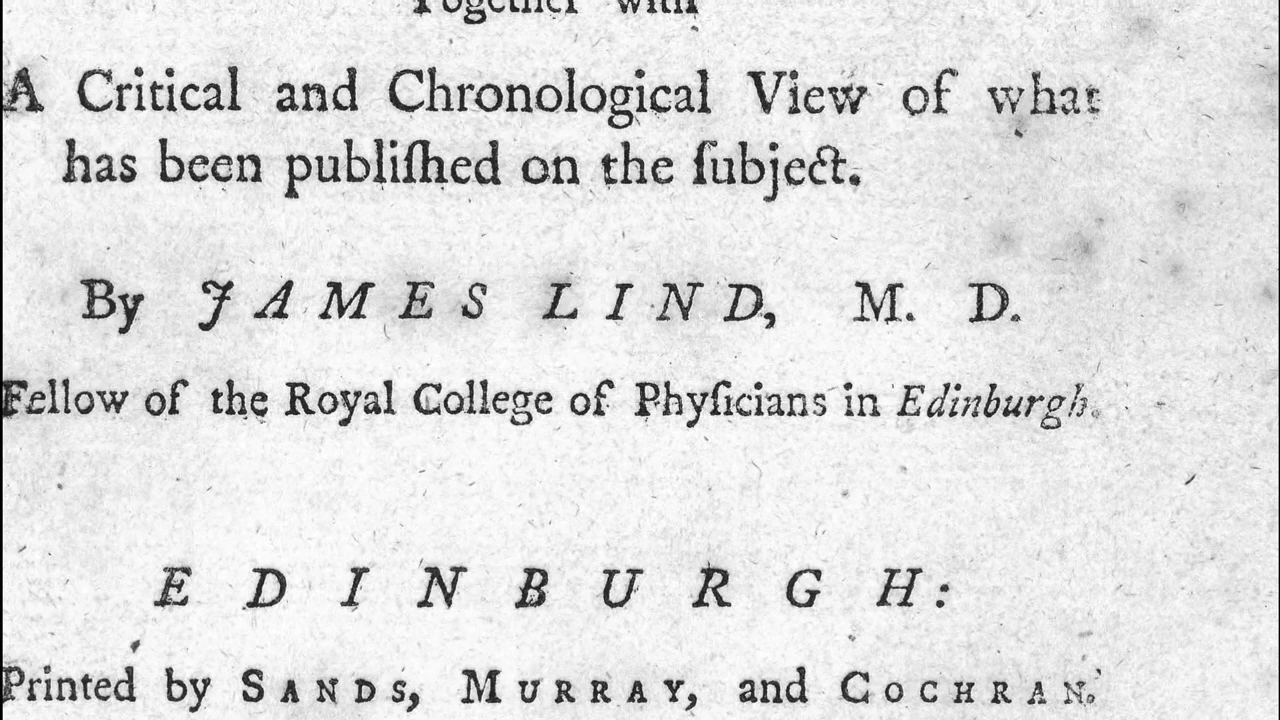 Together with
A Critical and Chronological View of what
has been publiſhed on the ſubject.
By JAMES LIND, M. D.
Fellow of the Royal College of Phyſicians in Edinburgh.
EDINBURGH:
Printed by SANDS, MURRAY, and COCHRAN.